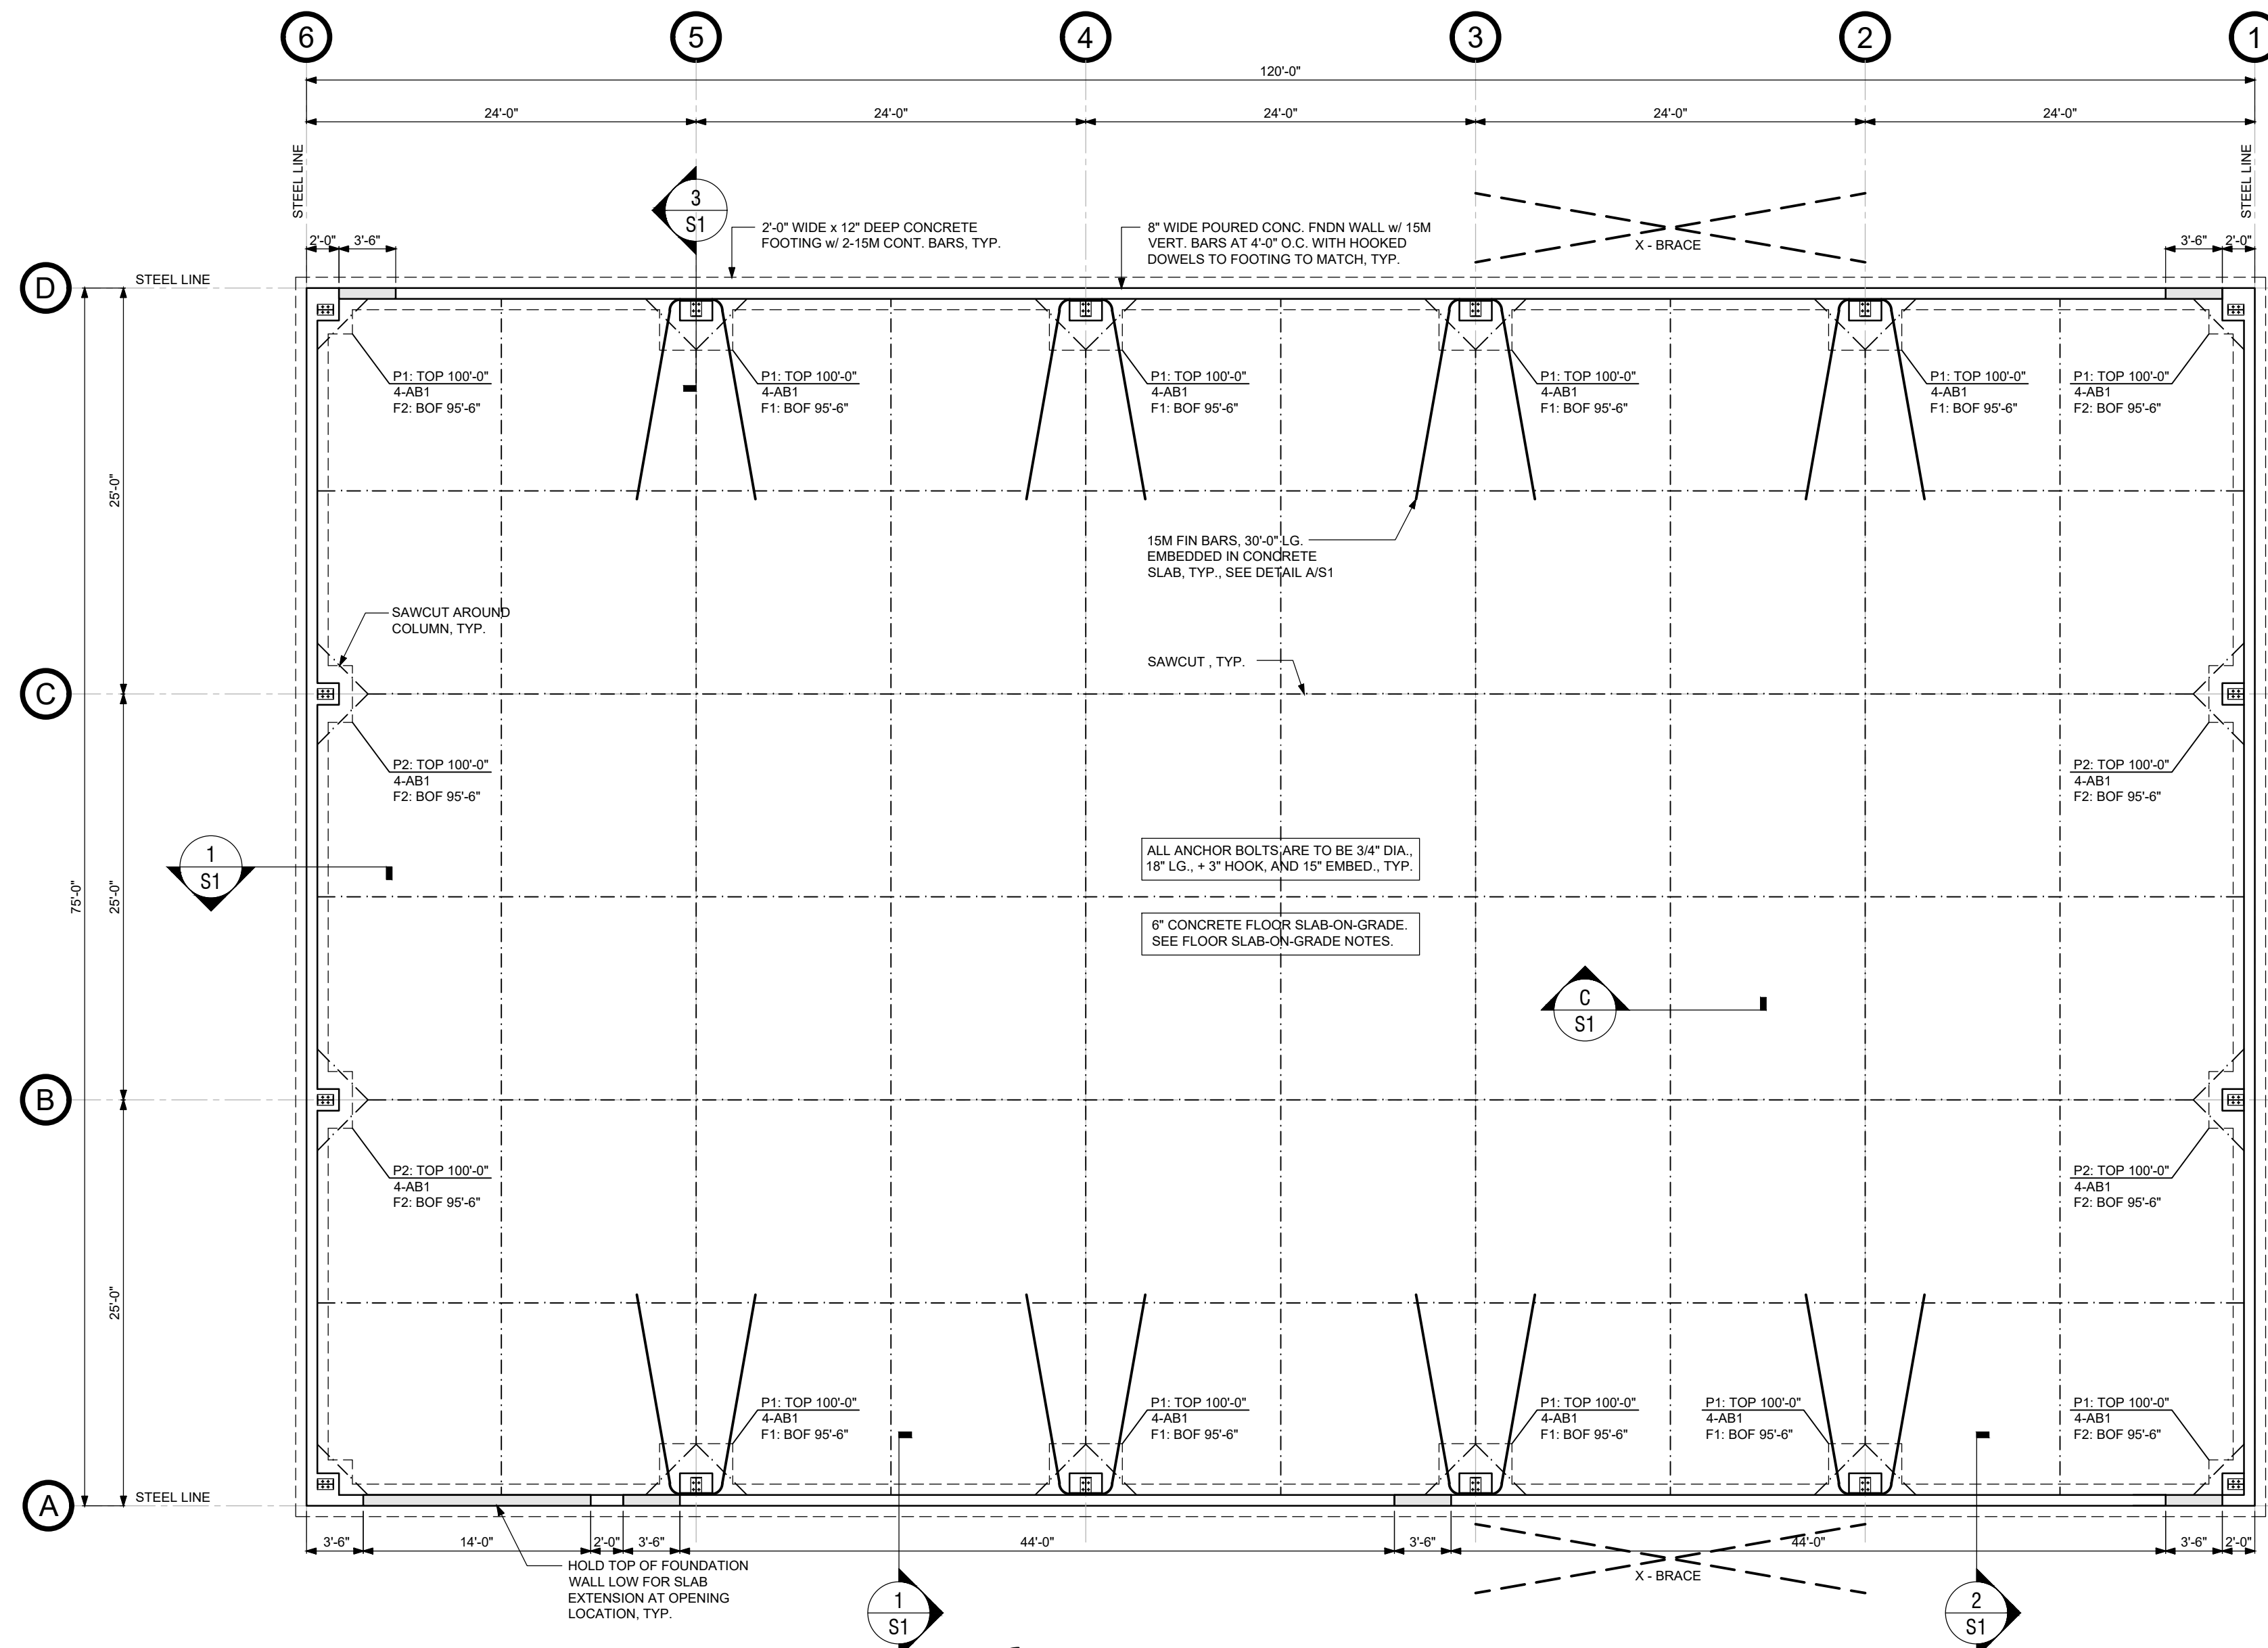 6
5
4
3
2
1
120'-0"
24'-0"
24'-0"
24'-0"
24'-0"
24'-0"
STEEL LINE
STEEL LINE
3
S1
2'-0" WIDE x 12" DEEP CONCRETE
FOOTING w/ 2-15M CONT. BARS, TYP.
8" WIDE POURED CONC. FNDN WALL w/ 15M
VERT. BARS AT 4'-0" O.C. WITH HOOKED
DOWELS TO FOOTING TO MATCH, TYP.
X - BRACE
2'-0"
3'-6"
3'-6"
2'-0"
D
STEEL LINE
P1: TOP 100'-0"
4-AB1
F2: BOF 95'-6"
P1: TOP 100'-0"
4-AB1
F1: BOF 95'-6"
P1: TOP 100'-0"
4-AB1
F1: BOF 95'-6"
P1: TOP 100'-0"
4-AB1
F1: BOF 95'-6"
P1: TOP 100'-0"
4-AB1
F1: BOF 95'-6"
P1: TOP 100'-0"
4-AB1
F2: BOF 95'-6"
25'-0"
15M FIN BARS, 30'-0" LG.
EMBEDDED IN CONCRETE
SLAB, TYP., SEE DETAIL A/S1
SAWCUT AROUND
COLUMN, TYP.
SAWCUT , TYP.
C
P2: TOP 100'-0"
4-AB1
F2: BOF 95'-6"
P2: TOP 100'-0"
4-AB1
F2: BOF 95'-6"
1
S1
75'-0"
25'-0"
ALL ANCHOR BOLTS ARE TO BE 3/4" DIA.,
18" LG., + 3" HOOK, AND 15" EMBED., TYP.
6" CONCRETE FLOOR SLAB-ON-GRADE.
SEE FLOOR SLAB-ON-GRADE NOTES.
C
S1
B
P2: TOP 100'-0"
4-AB1
F2: BOF 95'-6"
P2: TOP 100'-0"
4-AB1
F2: BOF 95'-6"
25'-0"
P1: TOP 100'-0"
4-AB1
F1: BOF 95'-6"
P1: TOP 100'-0"
4-AB1
F1: BOF 95'-6"
P1: TOP 100'-0"
4-AB1
F1: BOF 95'-6"
P1: TOP 100'-0"
4-AB1
F1: BOF 95'-6"
P1: TOP 100'-0"
4-AB1
F2: BOF 95'-6"
A
STEEL LINE
3'-6"
14'-0"
2'-0"
3'-6"
44'-0"
3'-6"
44'-0"
3'-6"
2'-0"
HOLD TOP OF FOUNDATION
WALL LOW FOR SLAB
EXTENSION AT OPENING
LOCATION, TYP.
X - BRACE
1
S1
2
S1